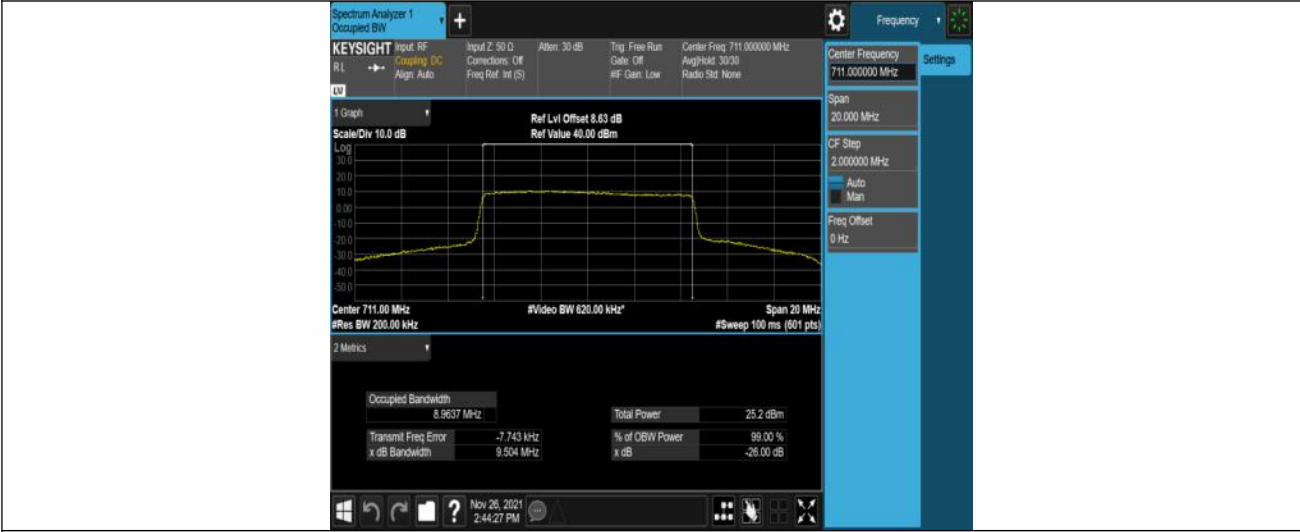 Spectrum Analyzer 1
Occupied BW
+
Frequency
KEYSIGHT
RL
LXI
Input: RF
Coupling: DC
Align: Auto
Input Z: 50 Ω
Corrections: Off
Freq Ref: Int (S)
Atten: 30 dB
Trig: Free Run
Gate: Off
#IF Gain: Low
Center Freq: 711.000000 MHz
Avg|Hold: 30/30
Radio Std: None
Center Frequency
711.000000 MHz
Settings
Span
20.000 MHz
CF Step
2.000000 MHz
Auto
Man
Freq Offset
0 Hz
1 Graph
Scale/Div 10.0 dB
Ref Lvl Offset 8.63 dB
Ref Value 40.00 dBm
Log
30.0
20.0
10.0
0.00
-10.0
-20.0
-30.0
-40.0
-50.0
Center 711.00 MHz
#Video BW 620.00 kHz*
Span 20 MHz
#Res BW 200.00 kHz
#Sweep 100 ms (601 pts)
2 Metrics
Occupied Bandwidth
8.9637 MHz
Total Power 25.2 dBm
Transmit Freq Error -7.743 kHz
% of OBW Power 99.00 %
x dB Bandwidth 9.504 MHz
x dB -26.00 dB
?
Nov 26, 2021
2:44:27 PM